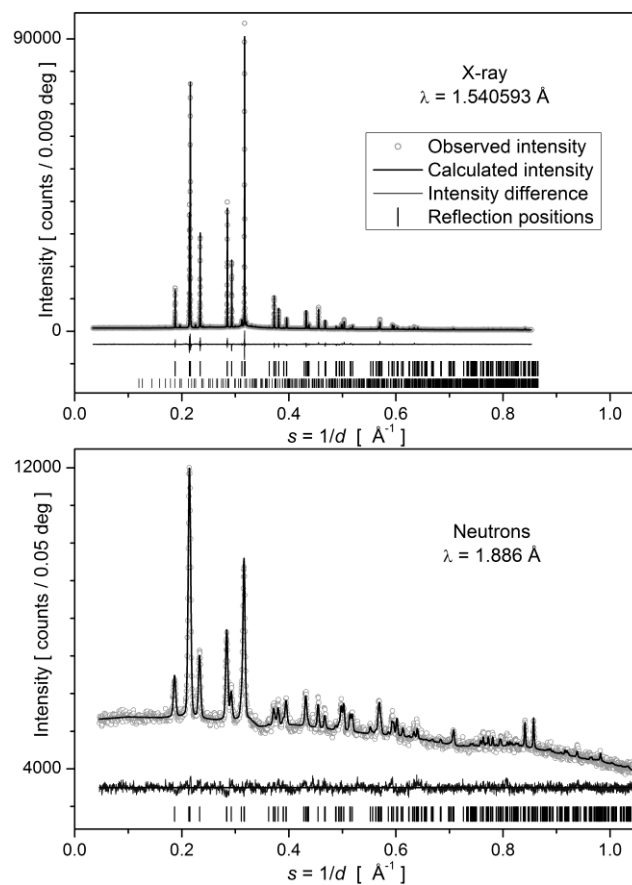 90000
X-ray
λ = 1.540593 Å
Observed intensity
Calculated intensity
Intensity difference
Reflection positions
Intensity [ counts / 0.009 deg ]
0
0.0 0.2 0.4 0.6 0.8 1.0
s = 1/d [ Å⁻¹ ]
12000
Neutrons
λ = 1.886 Å
Intensity [ counts / 0.05 deg ]
4000
0.0 0.2 0.4 0.6 0.8 1.0
s = 1/d [ Å⁻¹ ]